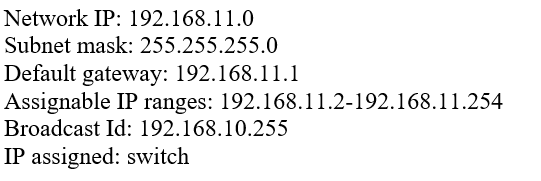 Network IP: 192.168.11.0
Subnet mask: 255.255.255.0
Default gateway: 192.168.11.1
Assignable IP ranges: 192.168.11.2-192.168.11.254
Broadcast Id: 192.168.10.255
IP assigned: switch